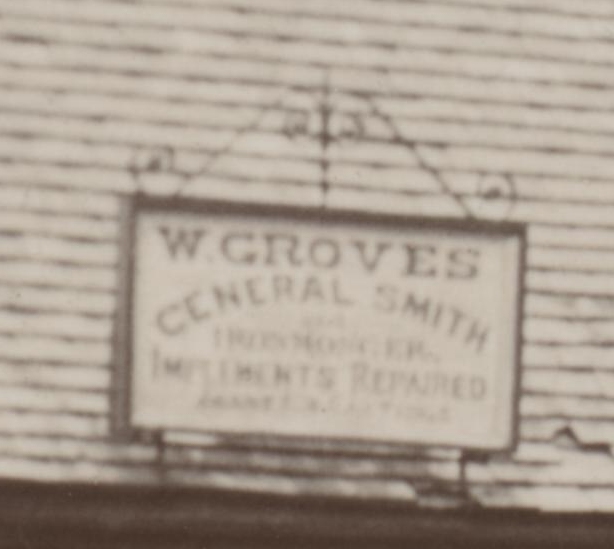 W. GROVES
GENERAL SMITH
IRONMONGER.
IMPLEMENTS REPAIRED